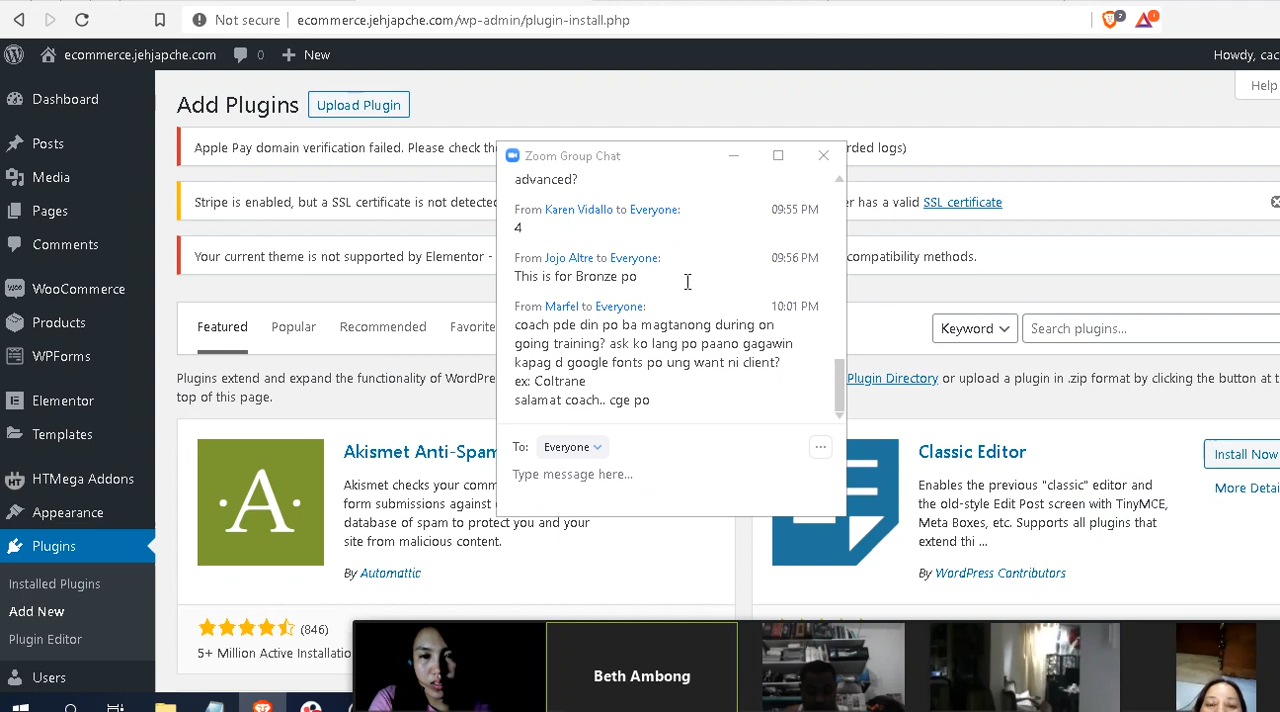 Not secure
ecommerce.jehjapche.com/wp-admin/plugin-install.php
2
1
ecommerce.jehjapche.com
0
New
Howdy, cac
Dashboard
Posts
Media
Pages
Comments
WooCommerce
Products
WPForms
Elementor
Templates
HTMega Addons
Appearance
Plugins
Installed Plugins
Add New
Plugin Editor
Users
Add Plugins
Upload Plugin
Help
Apple Pay domain verification failed. Please check the
rded logs)
Stripe is enabled, but a SSL certificate is not detected
er has a valid SSL certificate
Your current theme is not supported by Elementor -
compatibility methods.
Featured
Popular
Recommended
Favorite
Keyword
Search plugins...
Plugins extend and expand the functionality of WordPre
Plugin Directory or upload a plugin in .zip format by clicking the button at t
top of this page.
Zoom Group Chat
advanced?
From Karen Vidallo to Everyone:
09:55 PM
4
From Jojo Altre to Everyone:
09:56 PM
This is for Bronze po
From Marfel to Everyone:
10:01 PM
coach pde din po ba magtanong during on
going training? ask ko lang po paano gagawin
kapag d google fonts po ung want ni client?
ex: Coltrane
salamat coach.. cge po
To: Everyone
Type message here...
A
Akismet Anti-Spam
Akismet checks your comm
form submissions against
database of spam to protect you and your
site from malicious content.
By Automattic
(846)
5+ Million Active Installatio
Classic Editor
Install Now
More Detai
Enables the previous "classic" editor and
the old-style Edit Post screen with TinyMCE,
Meta Boxes, etc. Supports all plugins that
extend thi ...
By WordPress Contributors
Beth Ambong